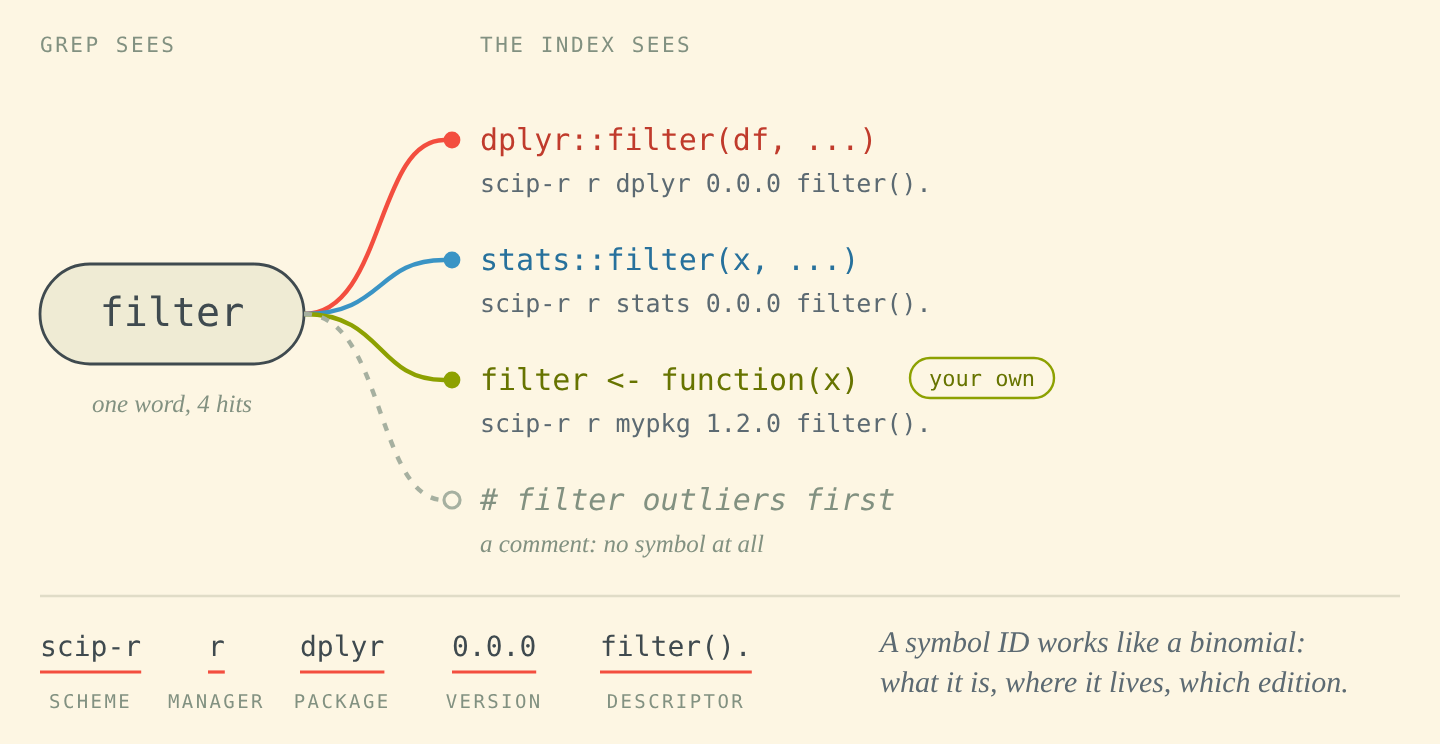 GREP SEES
THE INDEX SEES
dplyr::filter(df, ...)
scip-r r dplyr 0.0.0 filter().
stats::filter(x, ...)
scip-r r stats 0.0.0 filter().
filter
one word, 4 hits
filter <- function(x)
your own
scip-r r mypkg 1.2.0 filter().
# filter outliers first
a comment: no symbol at all
scip-r r dplyr 0.0.0 filter().
SCHEME MANAGER PACKAGE VERSION DESCRIPTOR
A symbol ID works like a binomial:
what it is, where it lives, which edition.